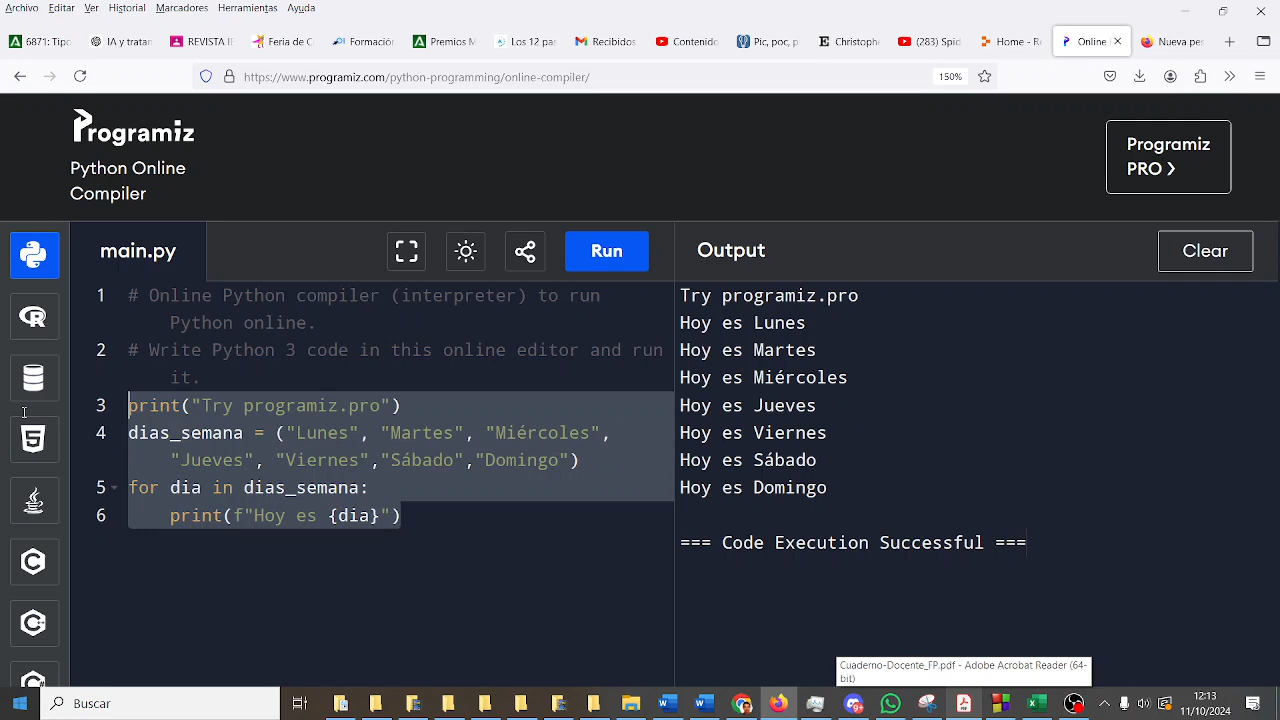 Archivo Editar Ver Historial Marcadores Herramientas Ayuda
6871: Tipo
IA y tratan
REVISTA IF
Feria de C
Formación
Premios M
Los 12 pa
Recibidos
Contenido
Pic, poc, p
Christoph
(283) Spid
Home - Re
Online I
Nueva pes
https://www.programiz.com/python-programming/online-compiler/
150%
Programiz
Python Online
Compiler
Programiz
PRO
main.py
Run
Output
Clear
1 # Online Python compiler (interpreter) to run
Python online.
2 # Write Python 3 code in this online editor and run
it.
3 print("Try programiz.pro")
4 dias_semana = ("Lunes", "Martes", "Miércoles",
"Jueves", "Viernes","Sábado","Domingo")
5 for dia in dias_semana:
6 print(f"Hoy es {dia}")
Try programiz.pro
Hoy es Lunes
Hoy es Martes
Hoy es Miércoles
Hoy es Jueves
Hoy es Viernes
Hoy es Sábado
Hoy es Domingo
=== Code Execution Successful ===
Cuaderno-Docente_FP.pdf - Adobe Acrobat Reader (64-
bit)
Buscar
12:13
11/10/2024